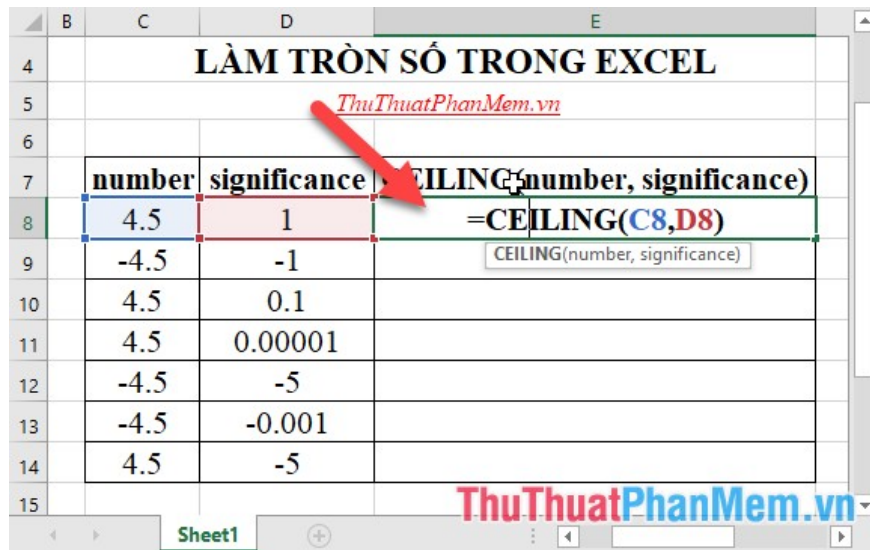 B C D E
4 LÀM TRÒN SỐ TRONG EXCEL
5 ThuThuatPhanMem.vn
6
7 number significance CEILING(number, significance)
8 4.5 1 =CEILING(C8,D8)
CEILING(number, significance)
9 -4.5 -1
10 4.5 0.1
11 4.5 0.00001
12 -4.5 -5
13 -4.5 -0.001
14 4.5 -5
15 ThuThuatPhanMem.vn
Sheet1